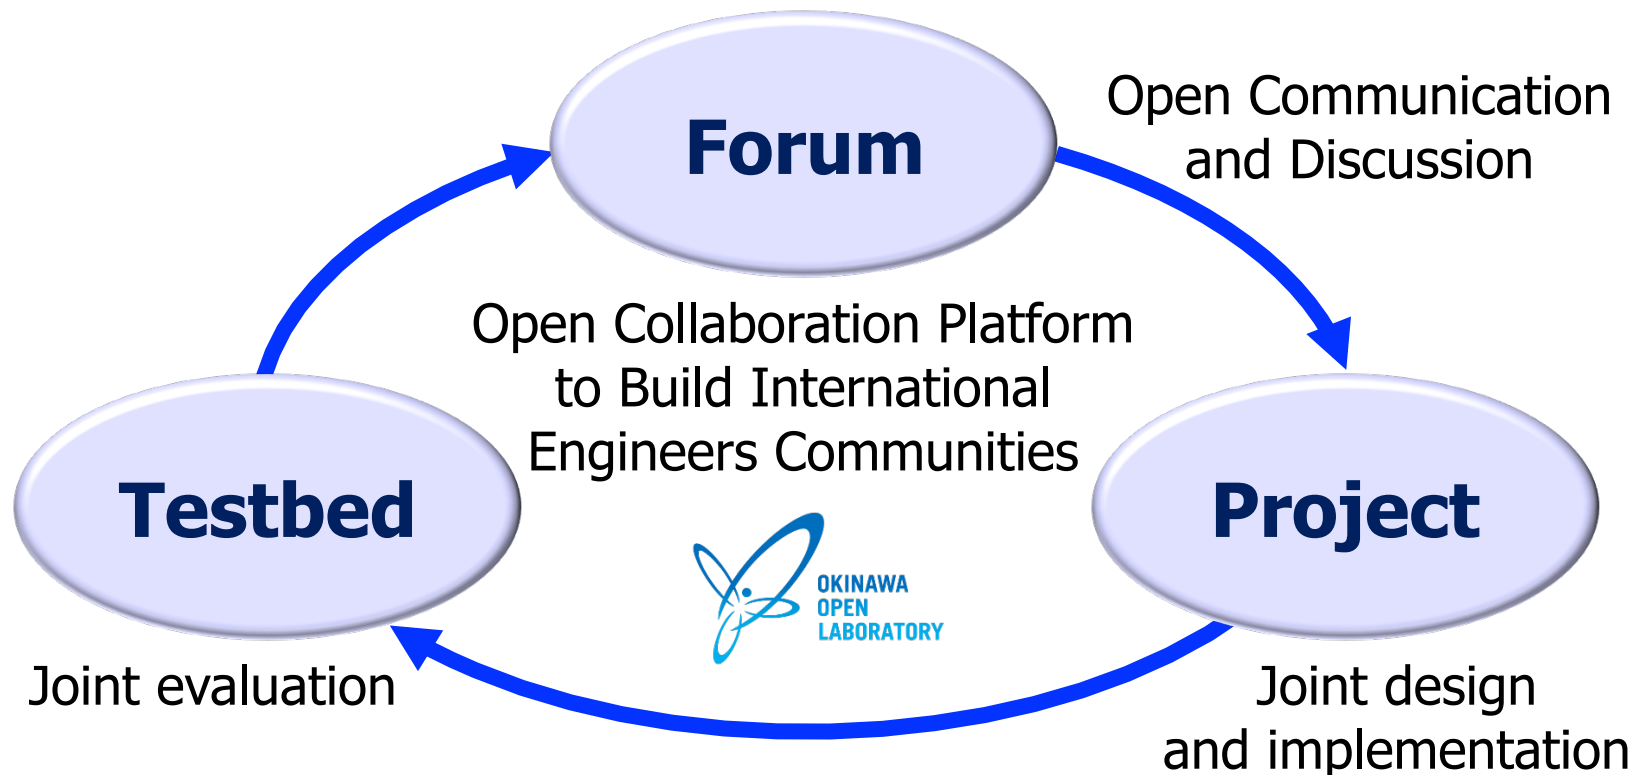 Forum
Open Communication
and Discussion
Open Collaboration Platform
to Build International
Engineers Communities
Testbed
Project
OKINAWA
OPEN
LABORATORY
Joint evaluation
Joint design
and implementation